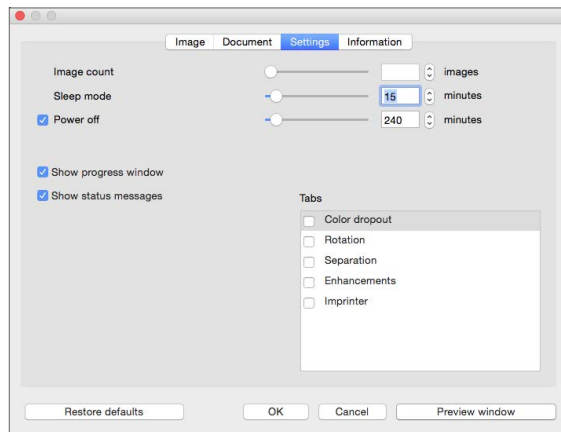 Image Document Settings Information
Image count images
Sleep mode 15 minutes
Power off 240 minutes
Show progress window
Show status messages
Tabs
Color dropout
Rotation
Separation
Enhancements
Imprinter
Restore defaults OK Cancel Preview window